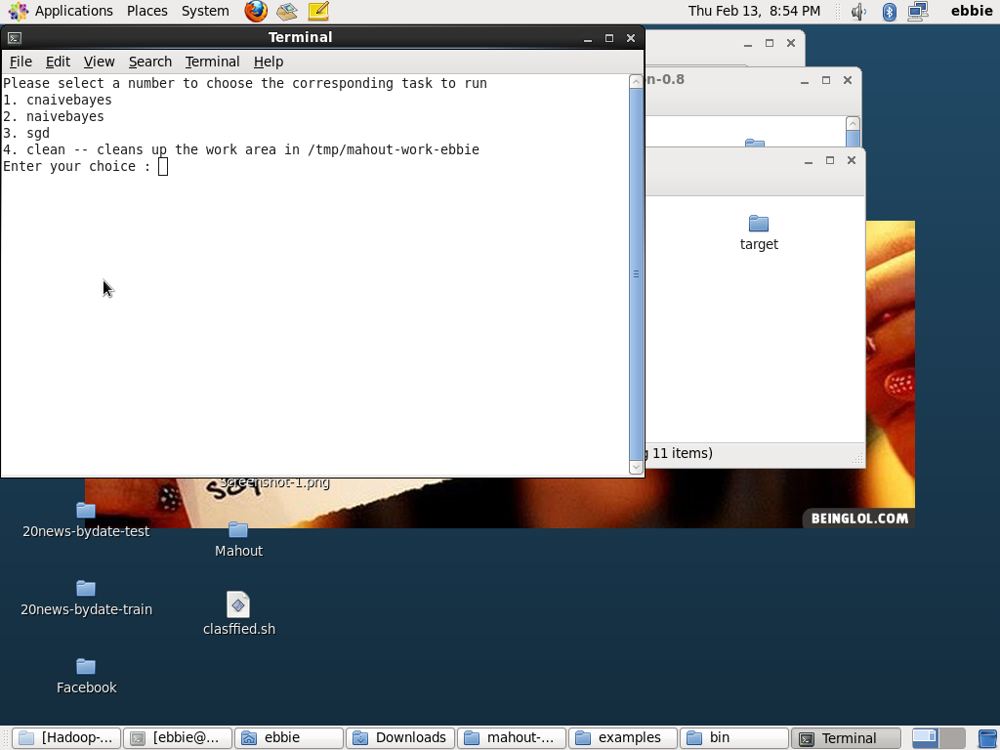 Applications Places System Thu Feb 13, 8:54 PM ebbie
Terminal
File Edit View Search Terminal Help
Please select a number to choose the corresponding task to run
1. cnaivebayes
2. naivebayes
3. sgd
4. clean -- cleans up the work area in /tmp/mahout-work-ebbie
Enter your choice :
n-0.8
target
11 items)
Screenshot-1.png
BEINGLOL.COM
20news-bydate-test
Mahout
20news-bydate-train
clasffied.sh
Facebook
[Hadoop-... [ebbie@... ebbie Downloads mahout-... examples bin Terminal